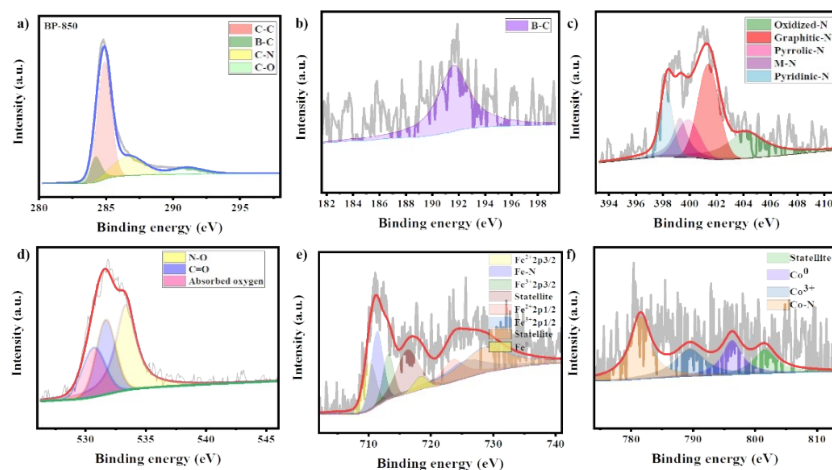 a)
BP-850
C-C
B-C
C-N
C-O
Intensity (a.u.)
280 285 290 295
Binding energy (eV)
b)
B-C
Intensity (a.u.)
182 184 186 188 190 192 194 196 198
Binding energy (eV)
c)
Oxidized-N
Graphitic-N
Pyrrolic-N
M-N
Pyridinic-N
Intensity (a.u.)
394 396 398 400 402 404 406 408 410
Binding energy (eV)
d)
N-O
C=O
Absorbed oxygen
Intensity (a.u.)
530 535 540 545
Binding energy (eV)
e)
Fe²⁺2p3/2
Fe-N
Fe³⁺2p3/2
Statellite
Fe²⁺2p1/2
Fe³⁺2p1/2
Statellite
Fe
Intensity (a.u.)
710 720 730 740
Binding energy (eV)
f)
Statellite
Co⁰
Co³⁺
Co-N
Intensity (a.u.)
780 790 800 810
Binding energy (eV)